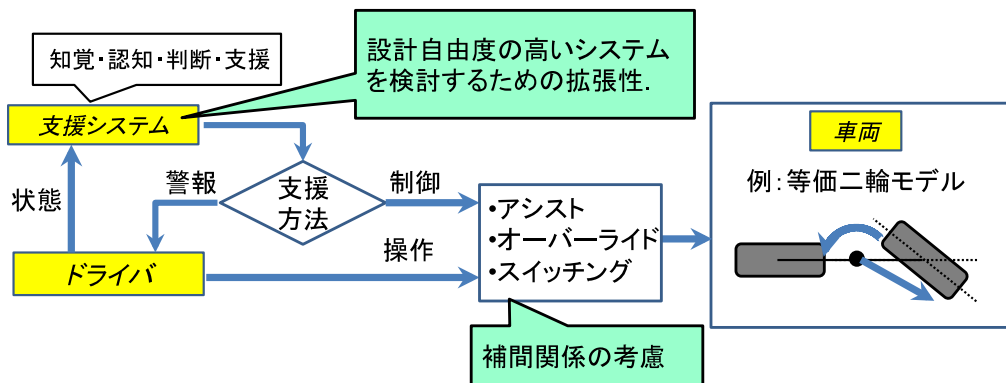 知覚・認知・判断・支援
設計自由度の高いシステム
を検討するための拡張性.
支援システム
車両
例:等価二輪モデル
状態
警報
支援
方法
制御
操作
•アシスト
•オーバーライド
•スイッチング
ドライバ
補間関係の考慮